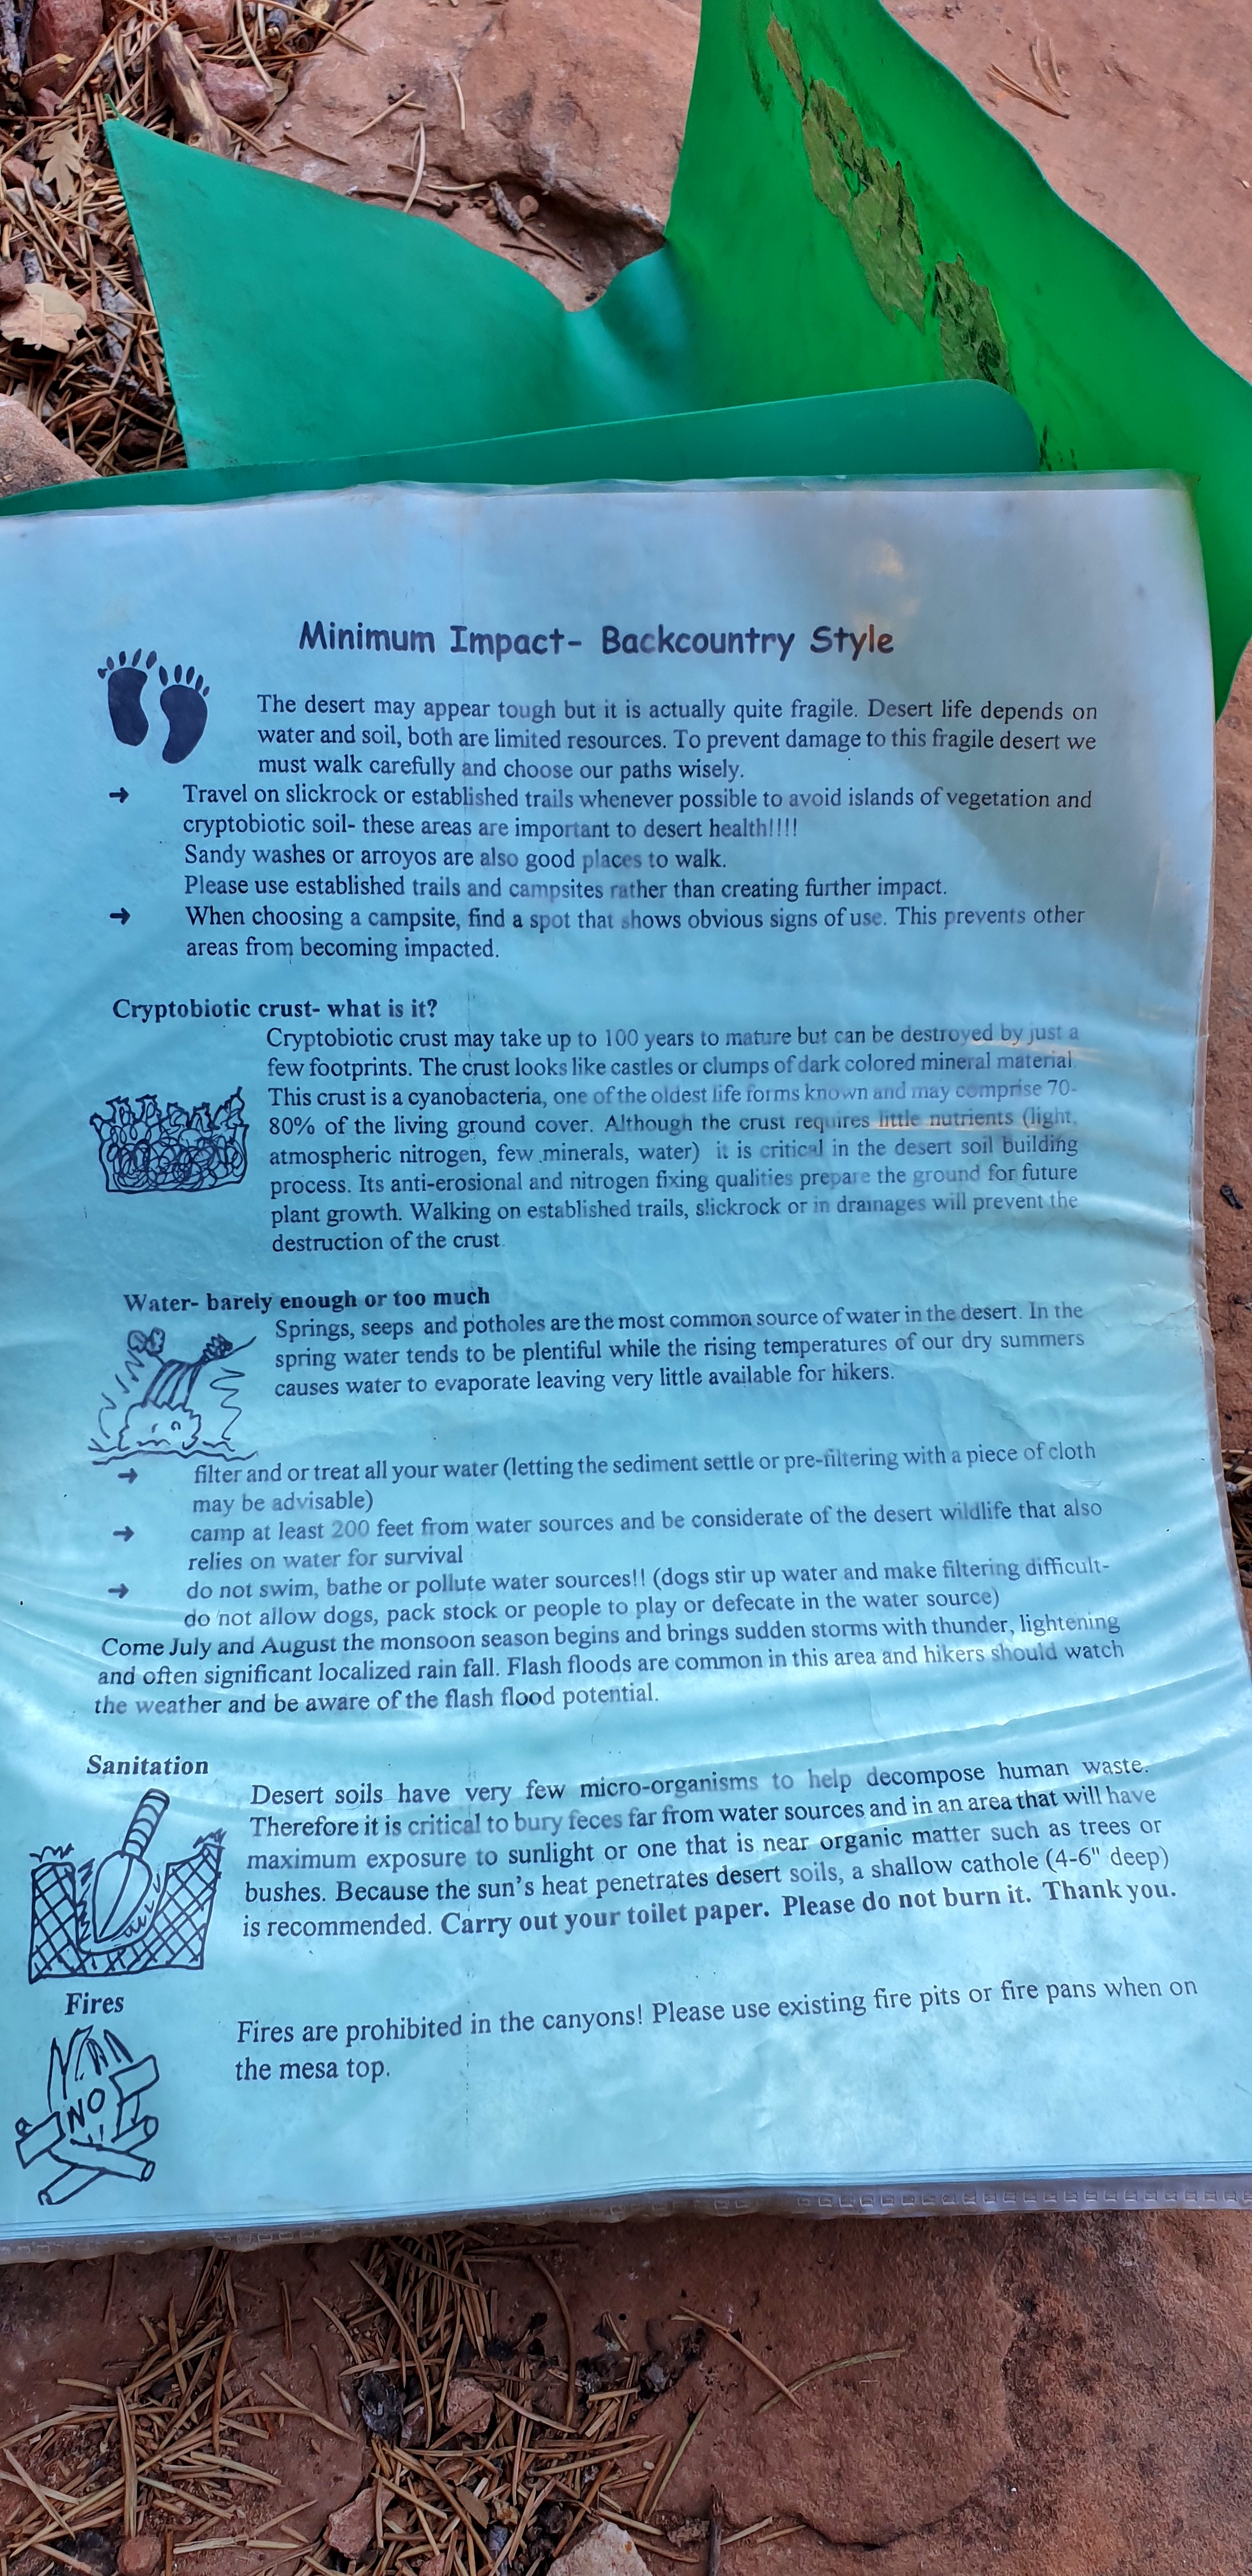 Minimum Impact- Backcountry Style
The desert may appear tough but it is actually quite fragile. Desert life depends on
water and soil, both are limited resources. To prevent damage to this fragile desert we
must walk carefully and choose our paths wisely.
➔ Travel on slickrock or established trails whenever possible to avoid islands of vegetation and
cryptobiotic soil- these areas are important to desert health!!!!
Sandy washes or arroyos are also good places to walk.
Please use established trails and campsites rather than creating further impact.
➔ When choosing a campsite, find a spot that shows obvious signs of use. This prevents other
areas from becoming impacted.
Cryptobiotic crust- what is it?
Cryptobiotic crust may take up to 100 years to mature but can be destroyed by just a
few footprints. The crust looks like castles or clumps of dark colored mineral material.
This crust is a cyanobacteria, one of the oldest life forms known and may comprise 70-
80% of the living ground cover. Although the crust requires little nutrients (light,
atmospheric nitrogen, few minerals, water) it is critical in the desert soil building
process. Its anti-erosional and nitrogen fixing qualities prepare the ground for future
plant growth. Walking on established trails, slickrock or in drainages will prevent the
destruction of the crust.
Water- barely enough or too much
Springs, seeps and potholes are the most common source of water in the desert. In the
spring water tends to be plentiful while the rising temperatures of our dry summers
causes water to evaporate leaving very little available for hikers.
➔ filter and or treat all your water (letting the sediment settle or pre-filtering with a piece of cloth
may be advisable)
➔ camp at least 200 feet from water sources and be considerate of the desert wildlife that also
relies on water for survival
➔ do not swim, bathe or pollute water sources!! (dogs stir up water and make filtering difficult-
do not allow dogs, pack stock or people to play or defecate in the water source)
Come July and August the monsoon season begins and brings sudden storms with thunder, lightening
and often significant localized rain fall. Flash floods are common in this area and hikers should watch
the weather and be aware of the flash flood potential.
Sanitation
Desert soils have very few micro-organisms to help decompose human waste.
Therefore it is critical to bury feces far from water sources and in an area that will have
maximum exposure to sunlight or one that is near organic matter such as trees or
bushes. Because the sun's heat penetrates desert soils, a shallow cathole (4-6" deep)
is recommended. Carry out your toilet paper. Please do not burn it. Thank you.
Fires
Fires are prohibited in the canyons! Please use existing fire pits or fire pans when on
the mesa top.
NO
!!